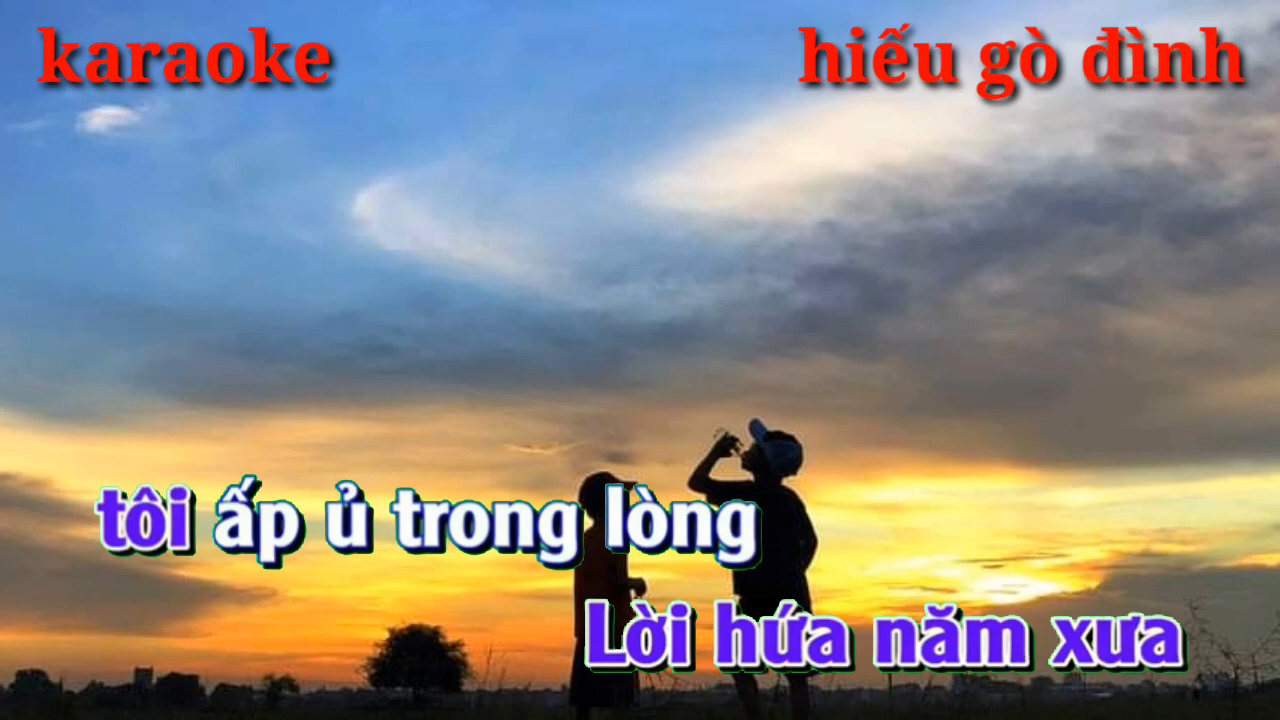 karaoke
hiếu gò đình
tôi ấp ủ trong lòng
Lời hứa năm xưa